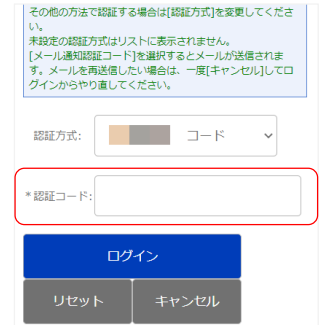 その他の方法で認証する場合は[認証方式]を変更してくださ
い。
未設定の認証方式はリストに表示されません。
[メール通知認証コード]を選択するとメールが送信されま
す。メールを再送信したい場合は、一度[キャンセル]してロ
グインからやり直してください。
認証方式: コード
*認証コード:
ログイン
リセット キャンセル